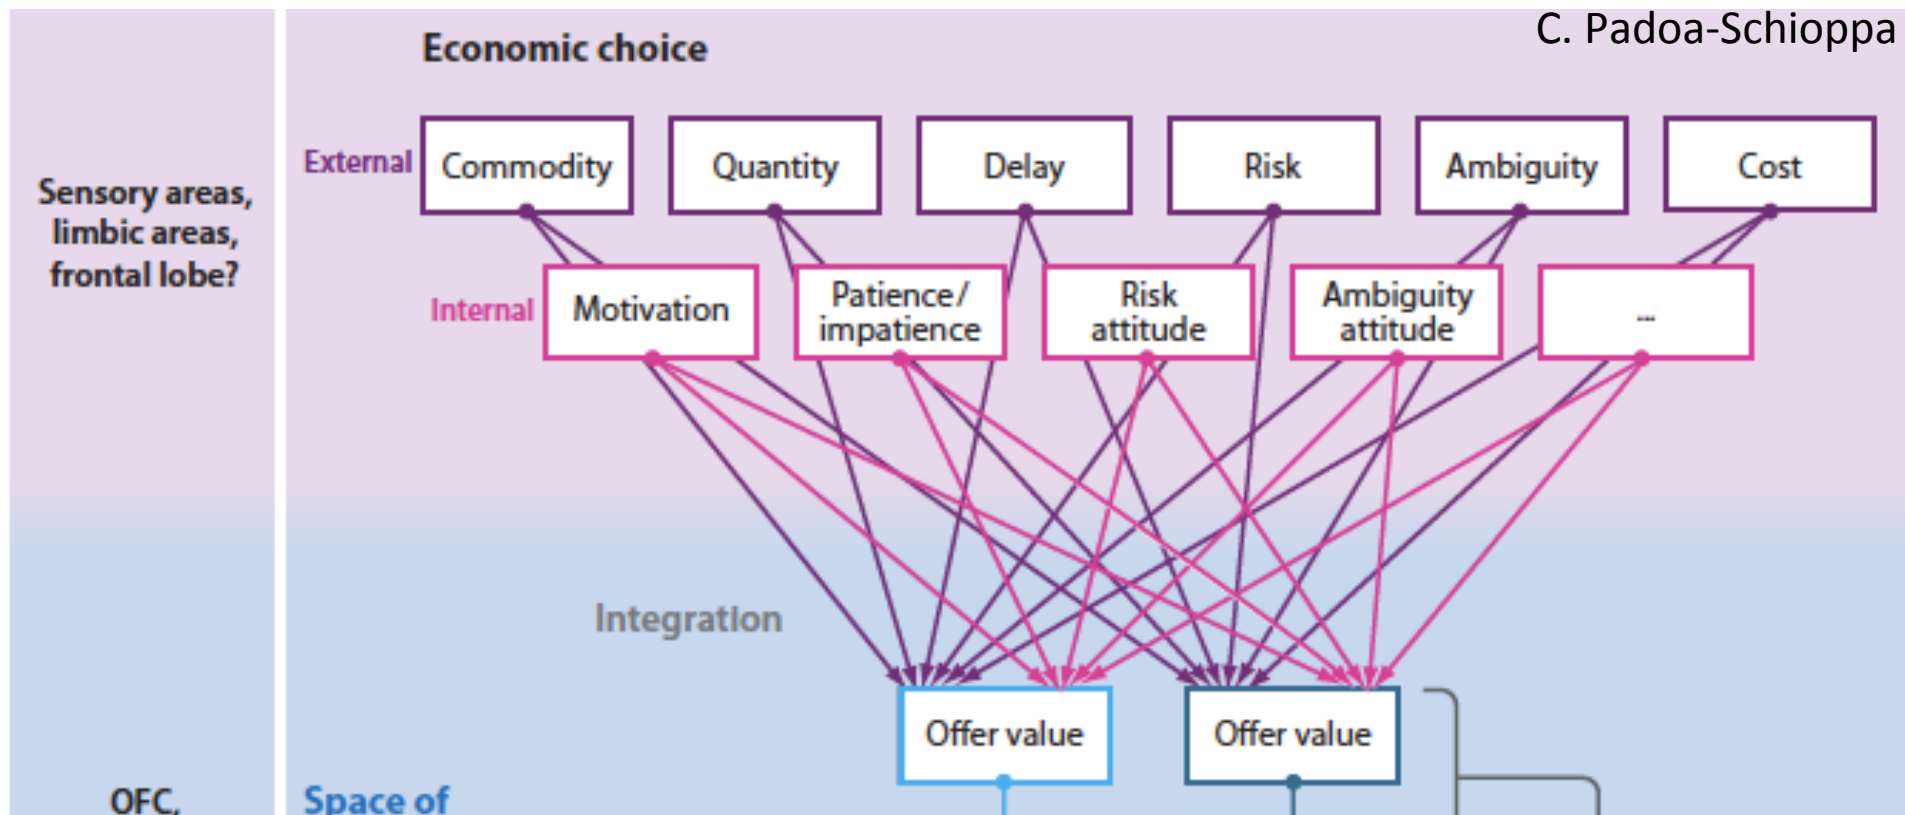 C. Padoa-Schioppa
Economic choice
External
Commodity
Quantity
Delay
Risk
Ambiguity
Cost
Sensory areas,
limbic areas,
frontal lobe?
Internal
Motivation
Patience/
impatience
Risk
attitude
Ambiguity
attitude
...
Integration
Offer value
Offer value
OFC,
Space of